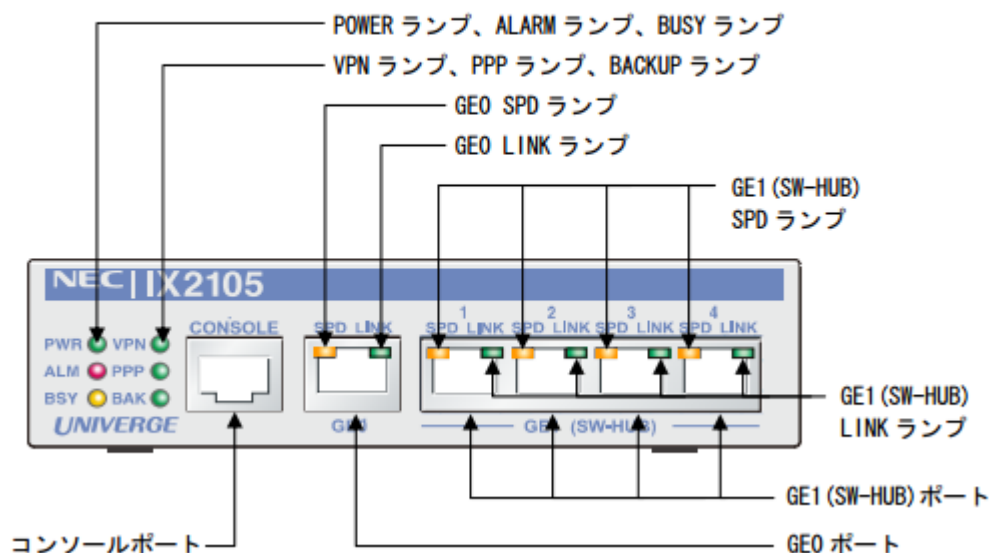 POWER ランプ、ALARM ランプ、BUSY ランプ
VPN ランプ、PPP ランプ、BACKUP ランプ
GE0 SPD ランプ
GE0 LINK ランプ
GE1(SW-HUB)
SPD ランプ
NEC IX2105
CONSOLE
SPD LINK
1
SPD LINK
2
SPD LINK
3
SPD LINK
4
SPD LINK
PWR VPN
ALM PPP
BSY BAK
UNIVERGE
GE1 (SW-HUB)
GE1(SW-HUB)
LINK ランプ
GE1(SW-HUB)ポート
コンソールポート
GE0 ポート